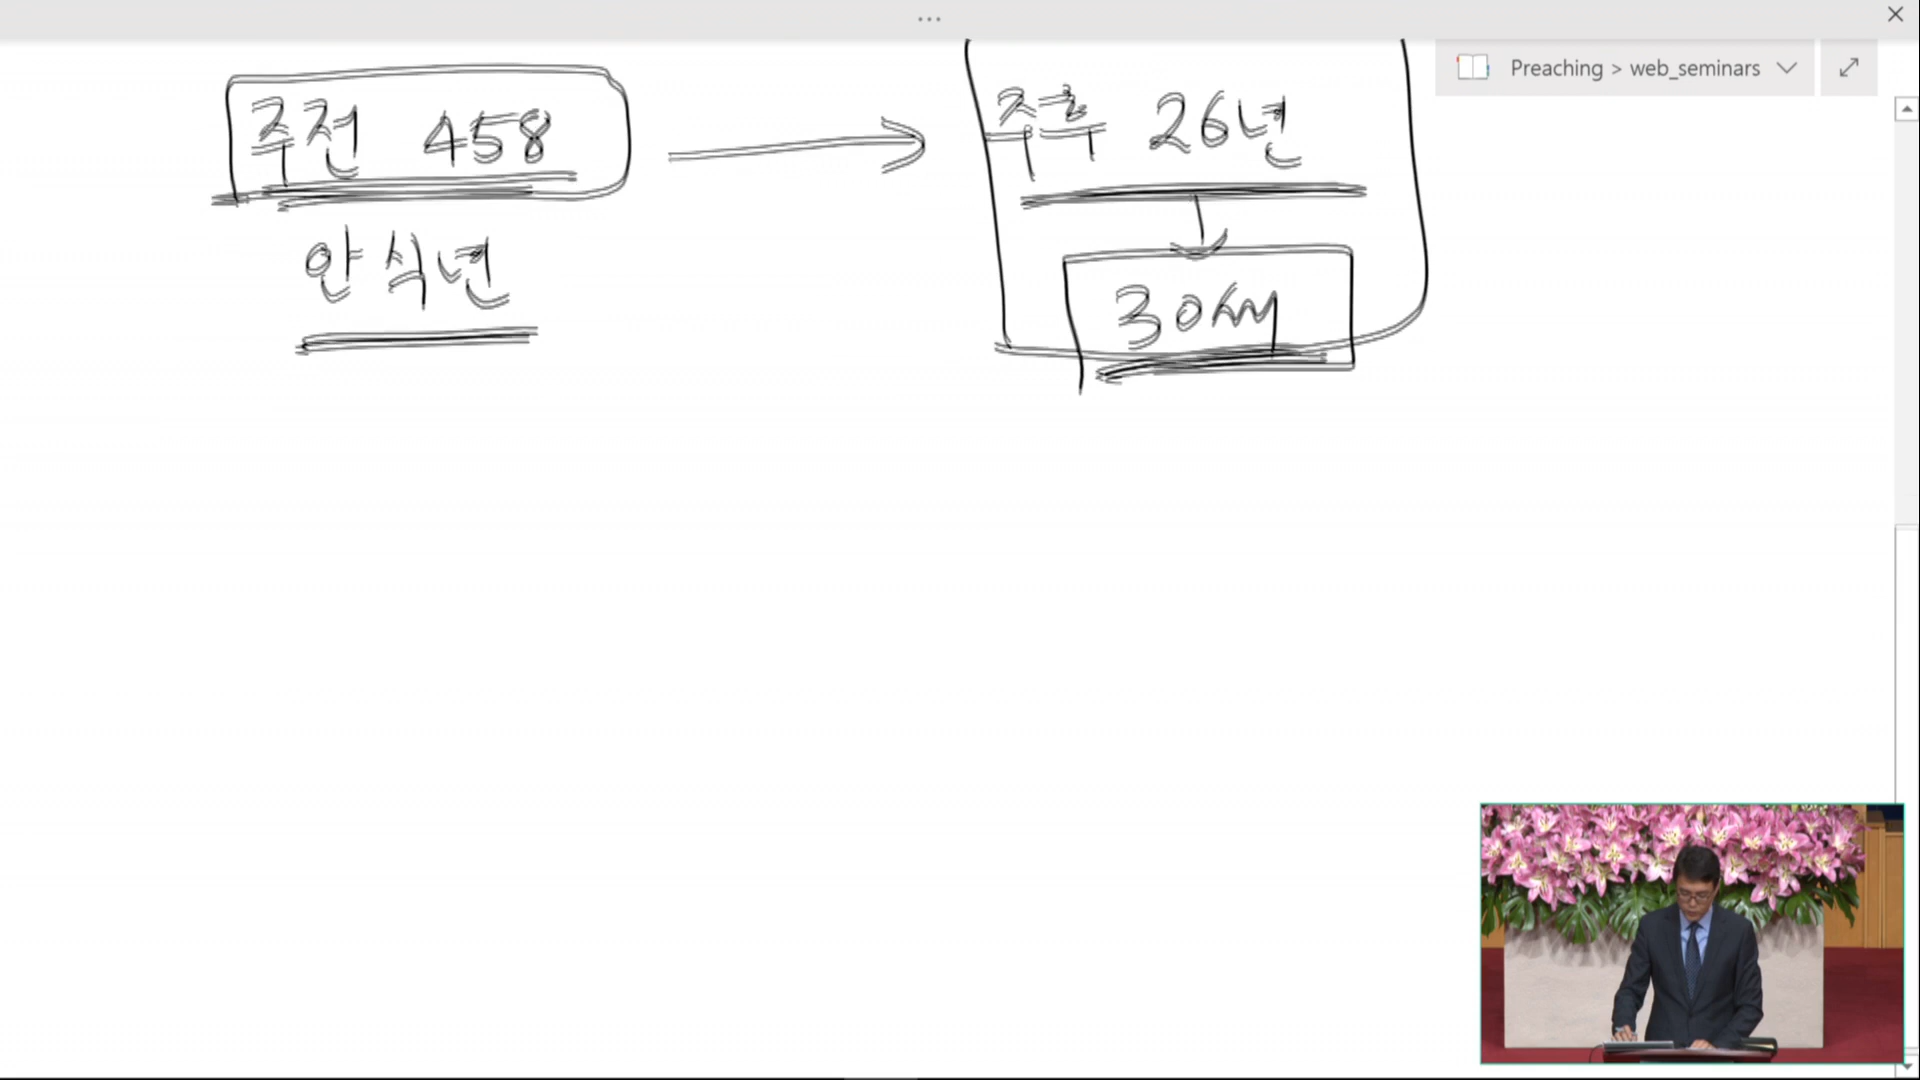 ...
Preaching > web_seminars
주전 458
주후 26년
안식년
30세